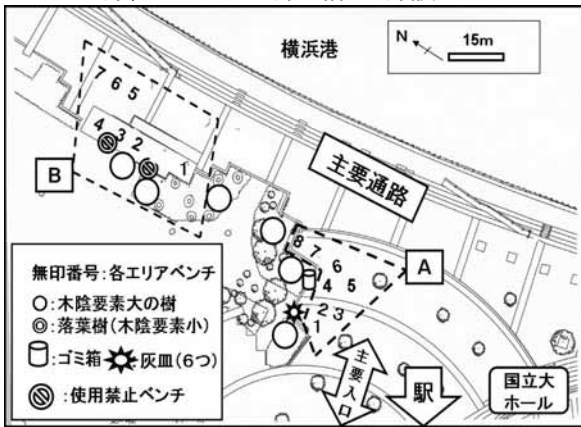 横浜港
N
15m
7
6
5
4
3
2
1
B
主要通路
A
8
7
6
4
5
2
3
1
無印番号:各エリアベンチ
○:木陰要素大の樹
◎:落葉樹(木陰要素小)
:ゴミ箱
:灰皿(6つ)
:使用禁止ベンチ
主要入口
駅
国立大
ホール